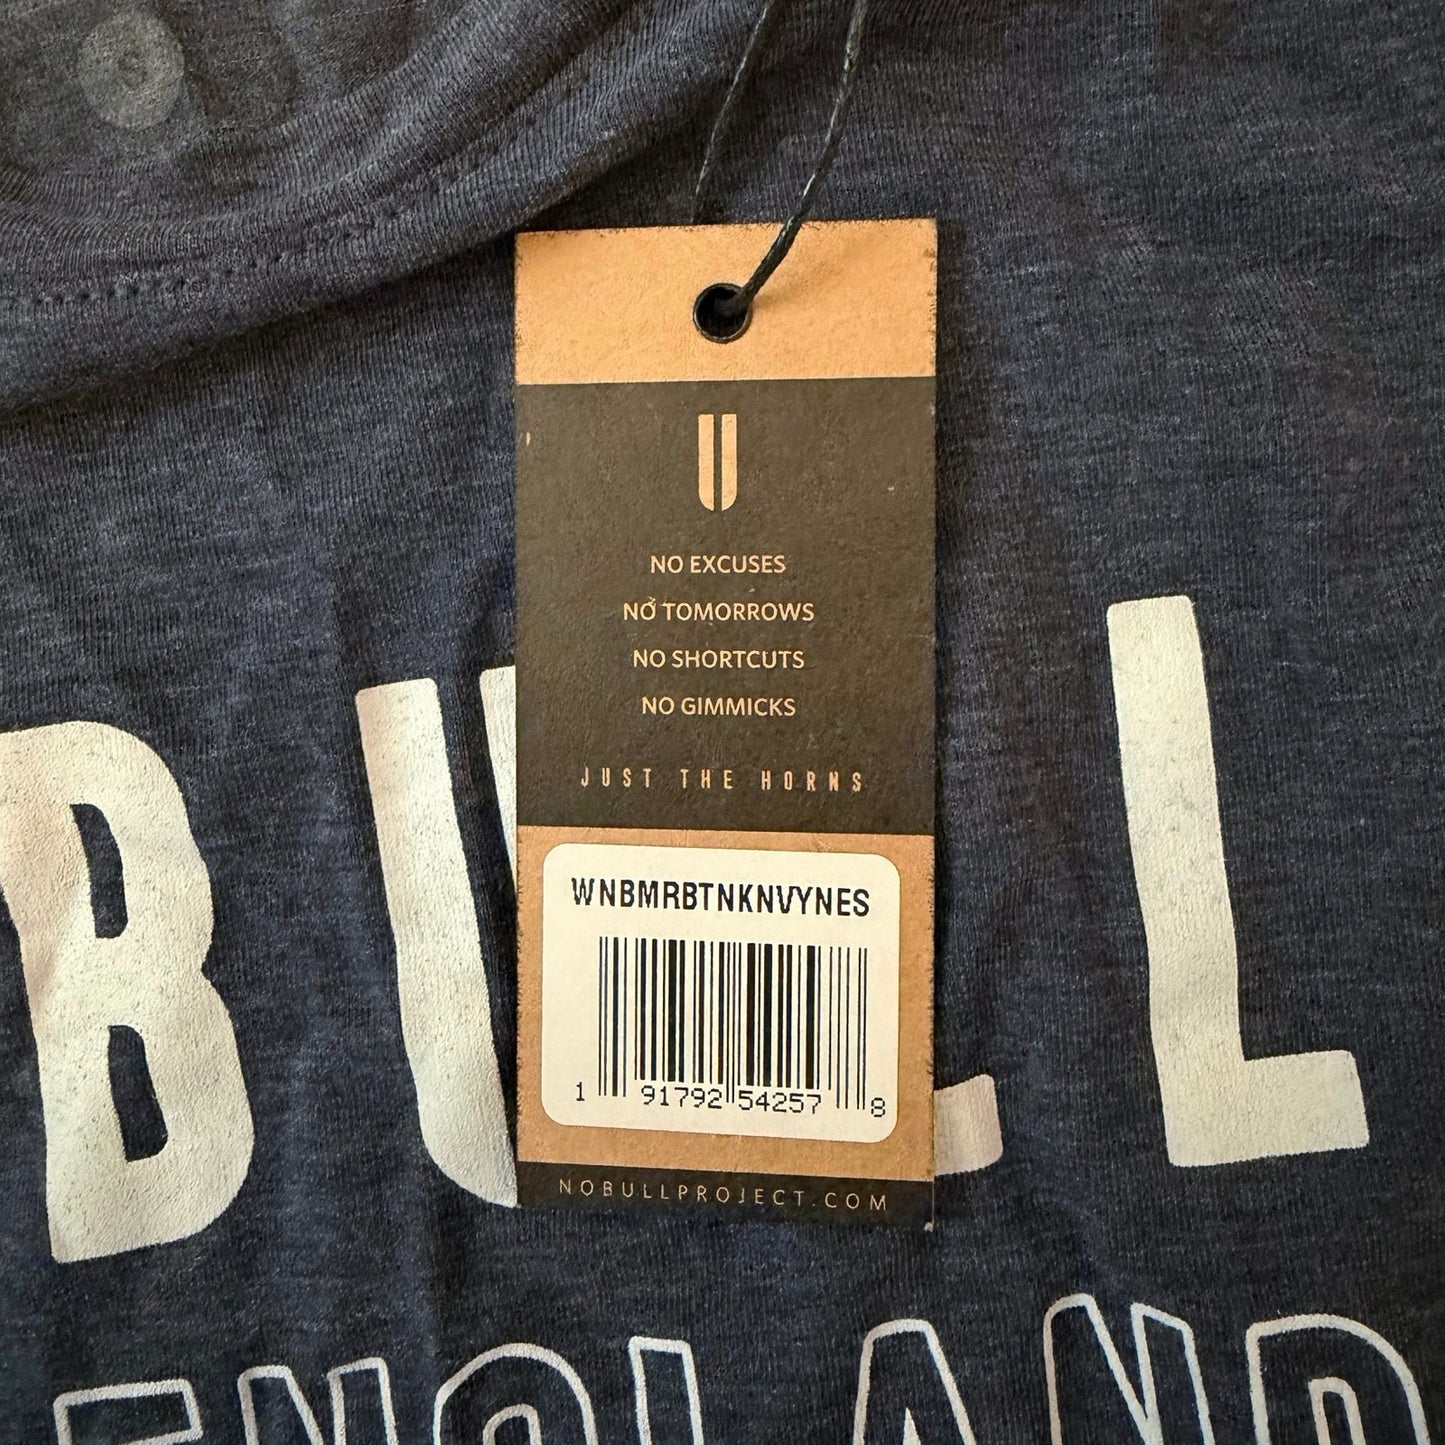 NO EXCUSES
NO TOMORROWS
NO SHORTCUTS
NO GIMMICKS
JUST THE HORNS
WNBMRBTNKNVYNES
1 91792 54257 8
NOBULLPROJECT.COM
BULL
ENGLAND